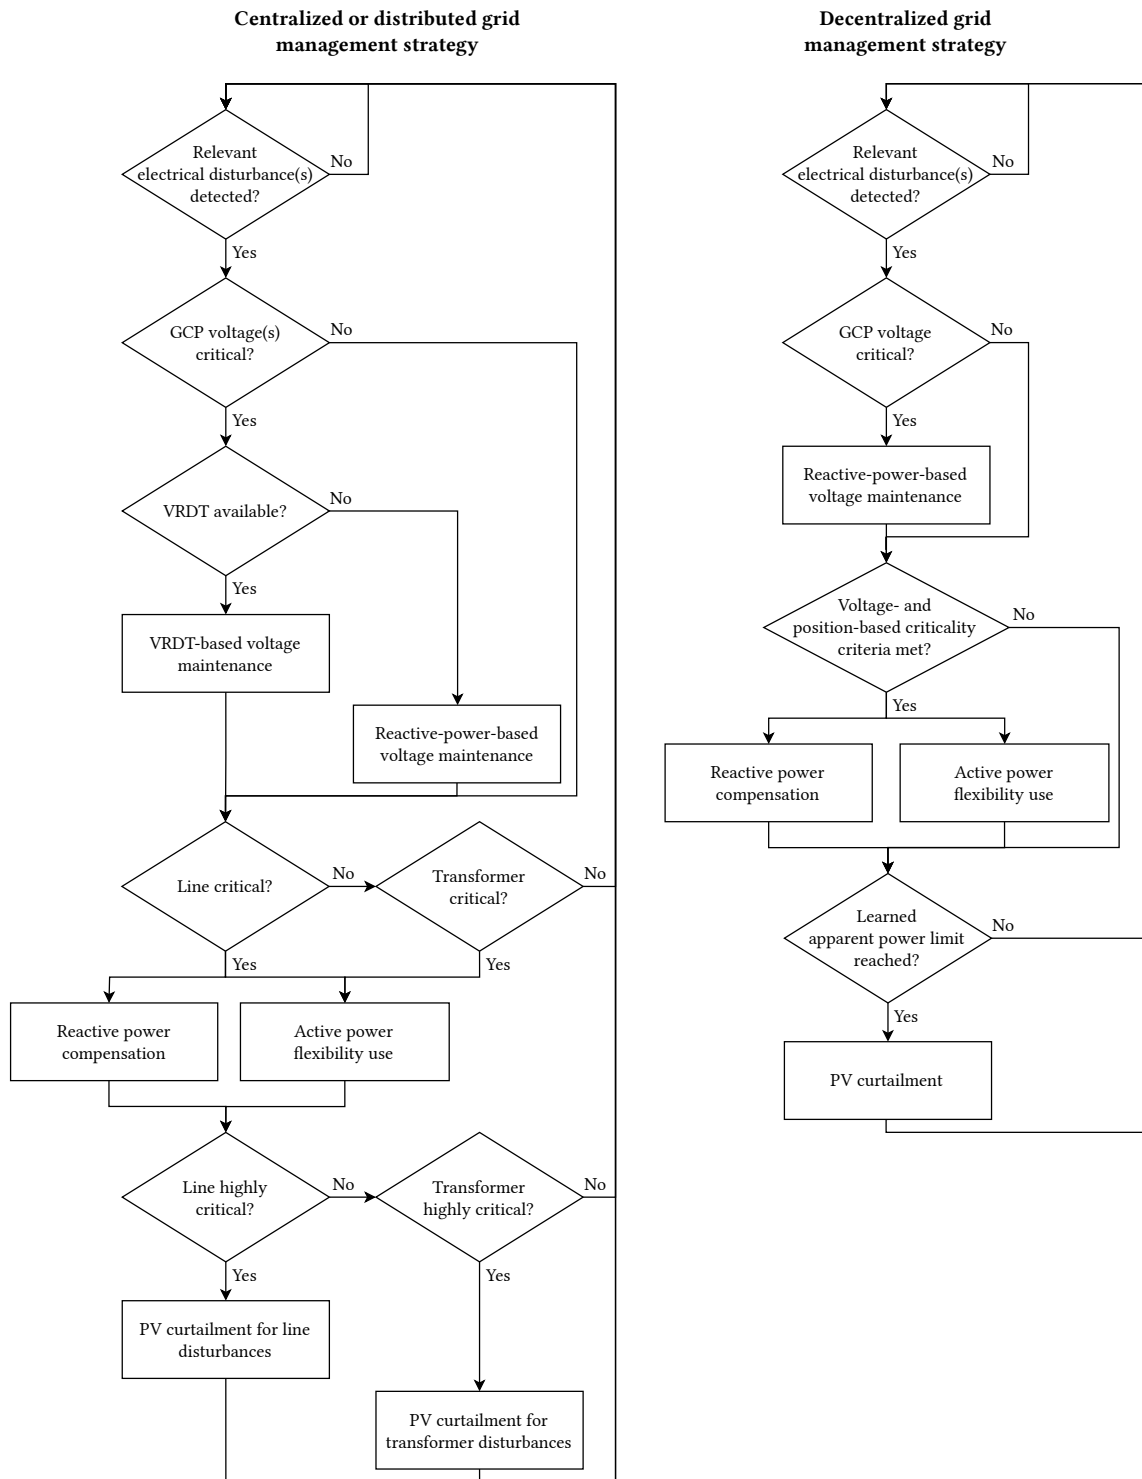 Centralized or distributed grid
management strategy
Relevant
electrical disturbance(s)
detected?
No
Yes
GCP voltage(s)
critical?
No
Yes
VRDT available?
No
Yes
VRDT-based voltage
maintenance
Reactive-power-based
voltage maintenance
Line critical?
No
Transformer
critical?
No
Yes
Yes
Reactive power
compensation
Active power
flexibility use
Line highly
critical?
No
Transformer
highly critical?
No
Yes
Yes
PV curtailment for line
disturbances
PV curtailment for
transformer disturbances
Decentralized grid
management strategy
Relevant
electrical disturbance(s)
detected?
No
Yes
GCP voltage
critical?
No
Yes
Reactive-power-based
voltage maintenance
Voltage- and
position-based criticality
criteria met?
No
Yes
Reactive power
compensation
Active power
flexibility use
Learned
apparent power limit
reached?
No
Yes
PV curtailment